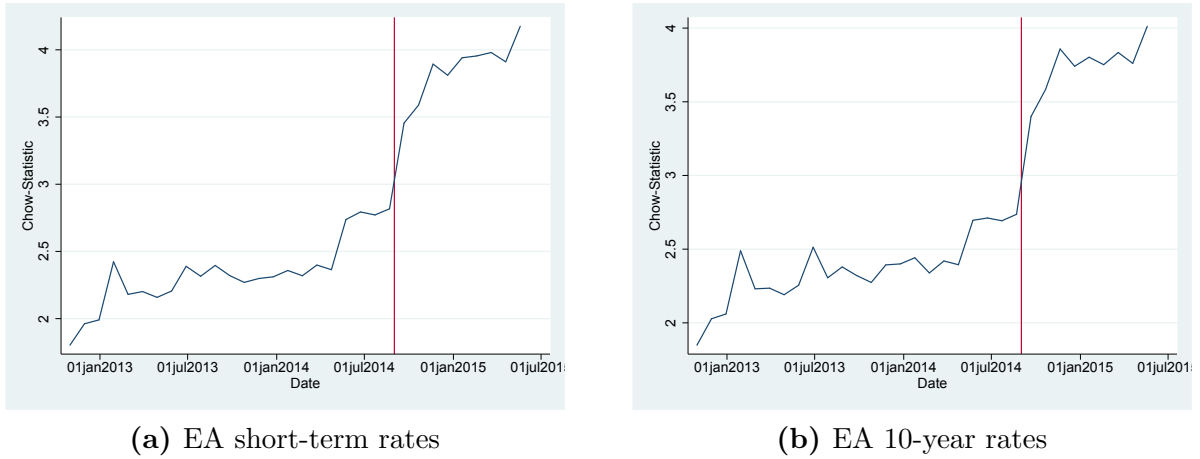 4
3.5
3
2.5
2
Chow-Statistic
01jan2013 01jul2013 01jan2014 01jul2014 01jan2015 01jul2015
Date
(a) EA short-term rates
4
3.5
3
2.5
2
Chow-Statistic
01jan2013 01jul2013 01jan2014 01jul2014 01jan2015 01jul2015
Date
(b) EA 10-year rates